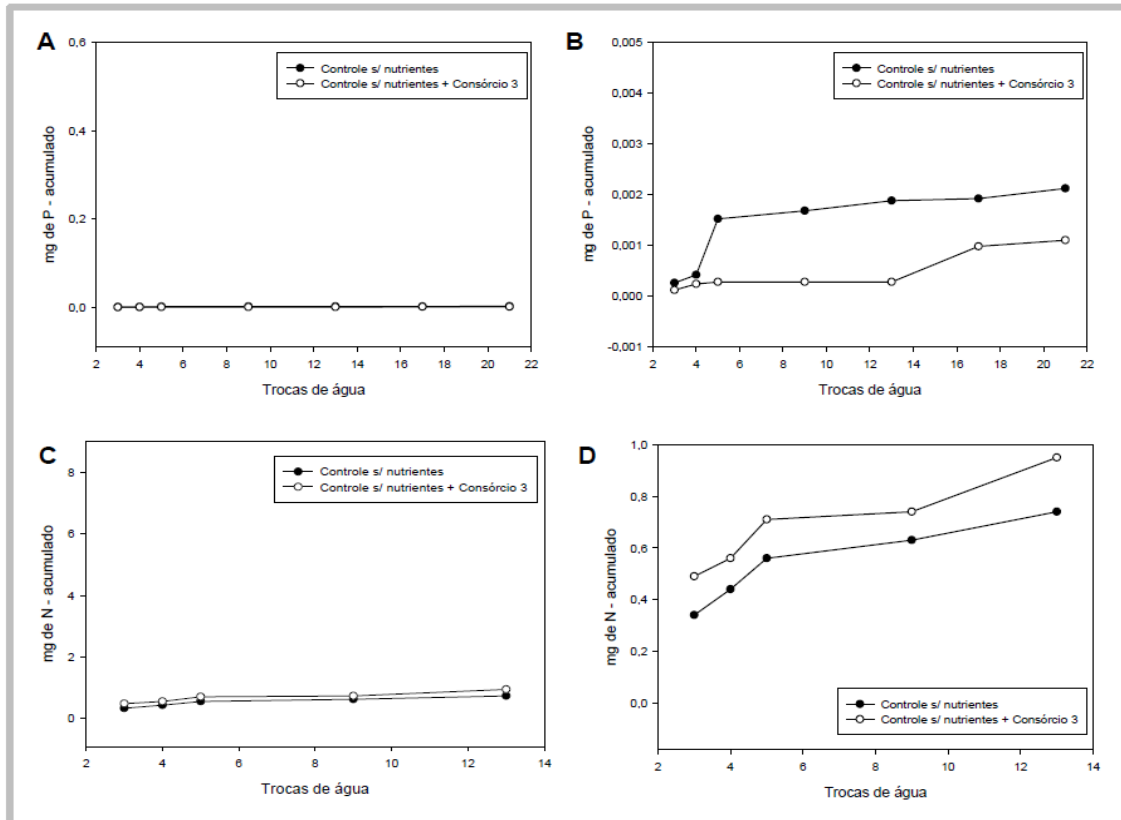 A
mg de P - acumulado
0,6
0,4
0,2
0,0
Controle s/ nutrientes
Controle s/ nutrientes + Consórcio 3
2 4 6 8 10 12 14 16 18 20 22
Trocas de água
B
mg de P - acumulado
0,005
0,004
0,003
0,002
0,001
0,000
-0,001
Controle s/ nutrientes
Controle s/ nutrientes + Consórcio 3
2 4 6 8 10 12 14 16 18 20 22
Trocas de água
C
mg de N - acumulado
8
6
4
2
0
Controle s/ nutrientes
Controle s/ nutrientes + Consórcio 3
2 4 6 8 10 12 14
Trocas de água
D
mg de N - acumulado
1,0
0,8
0,6
0,4
0,2
0,0
Controle s/ nutrientes
Controle s/ nutrientes + Consórcio 3
2 4 6 8 10 12 14
Trocas de água